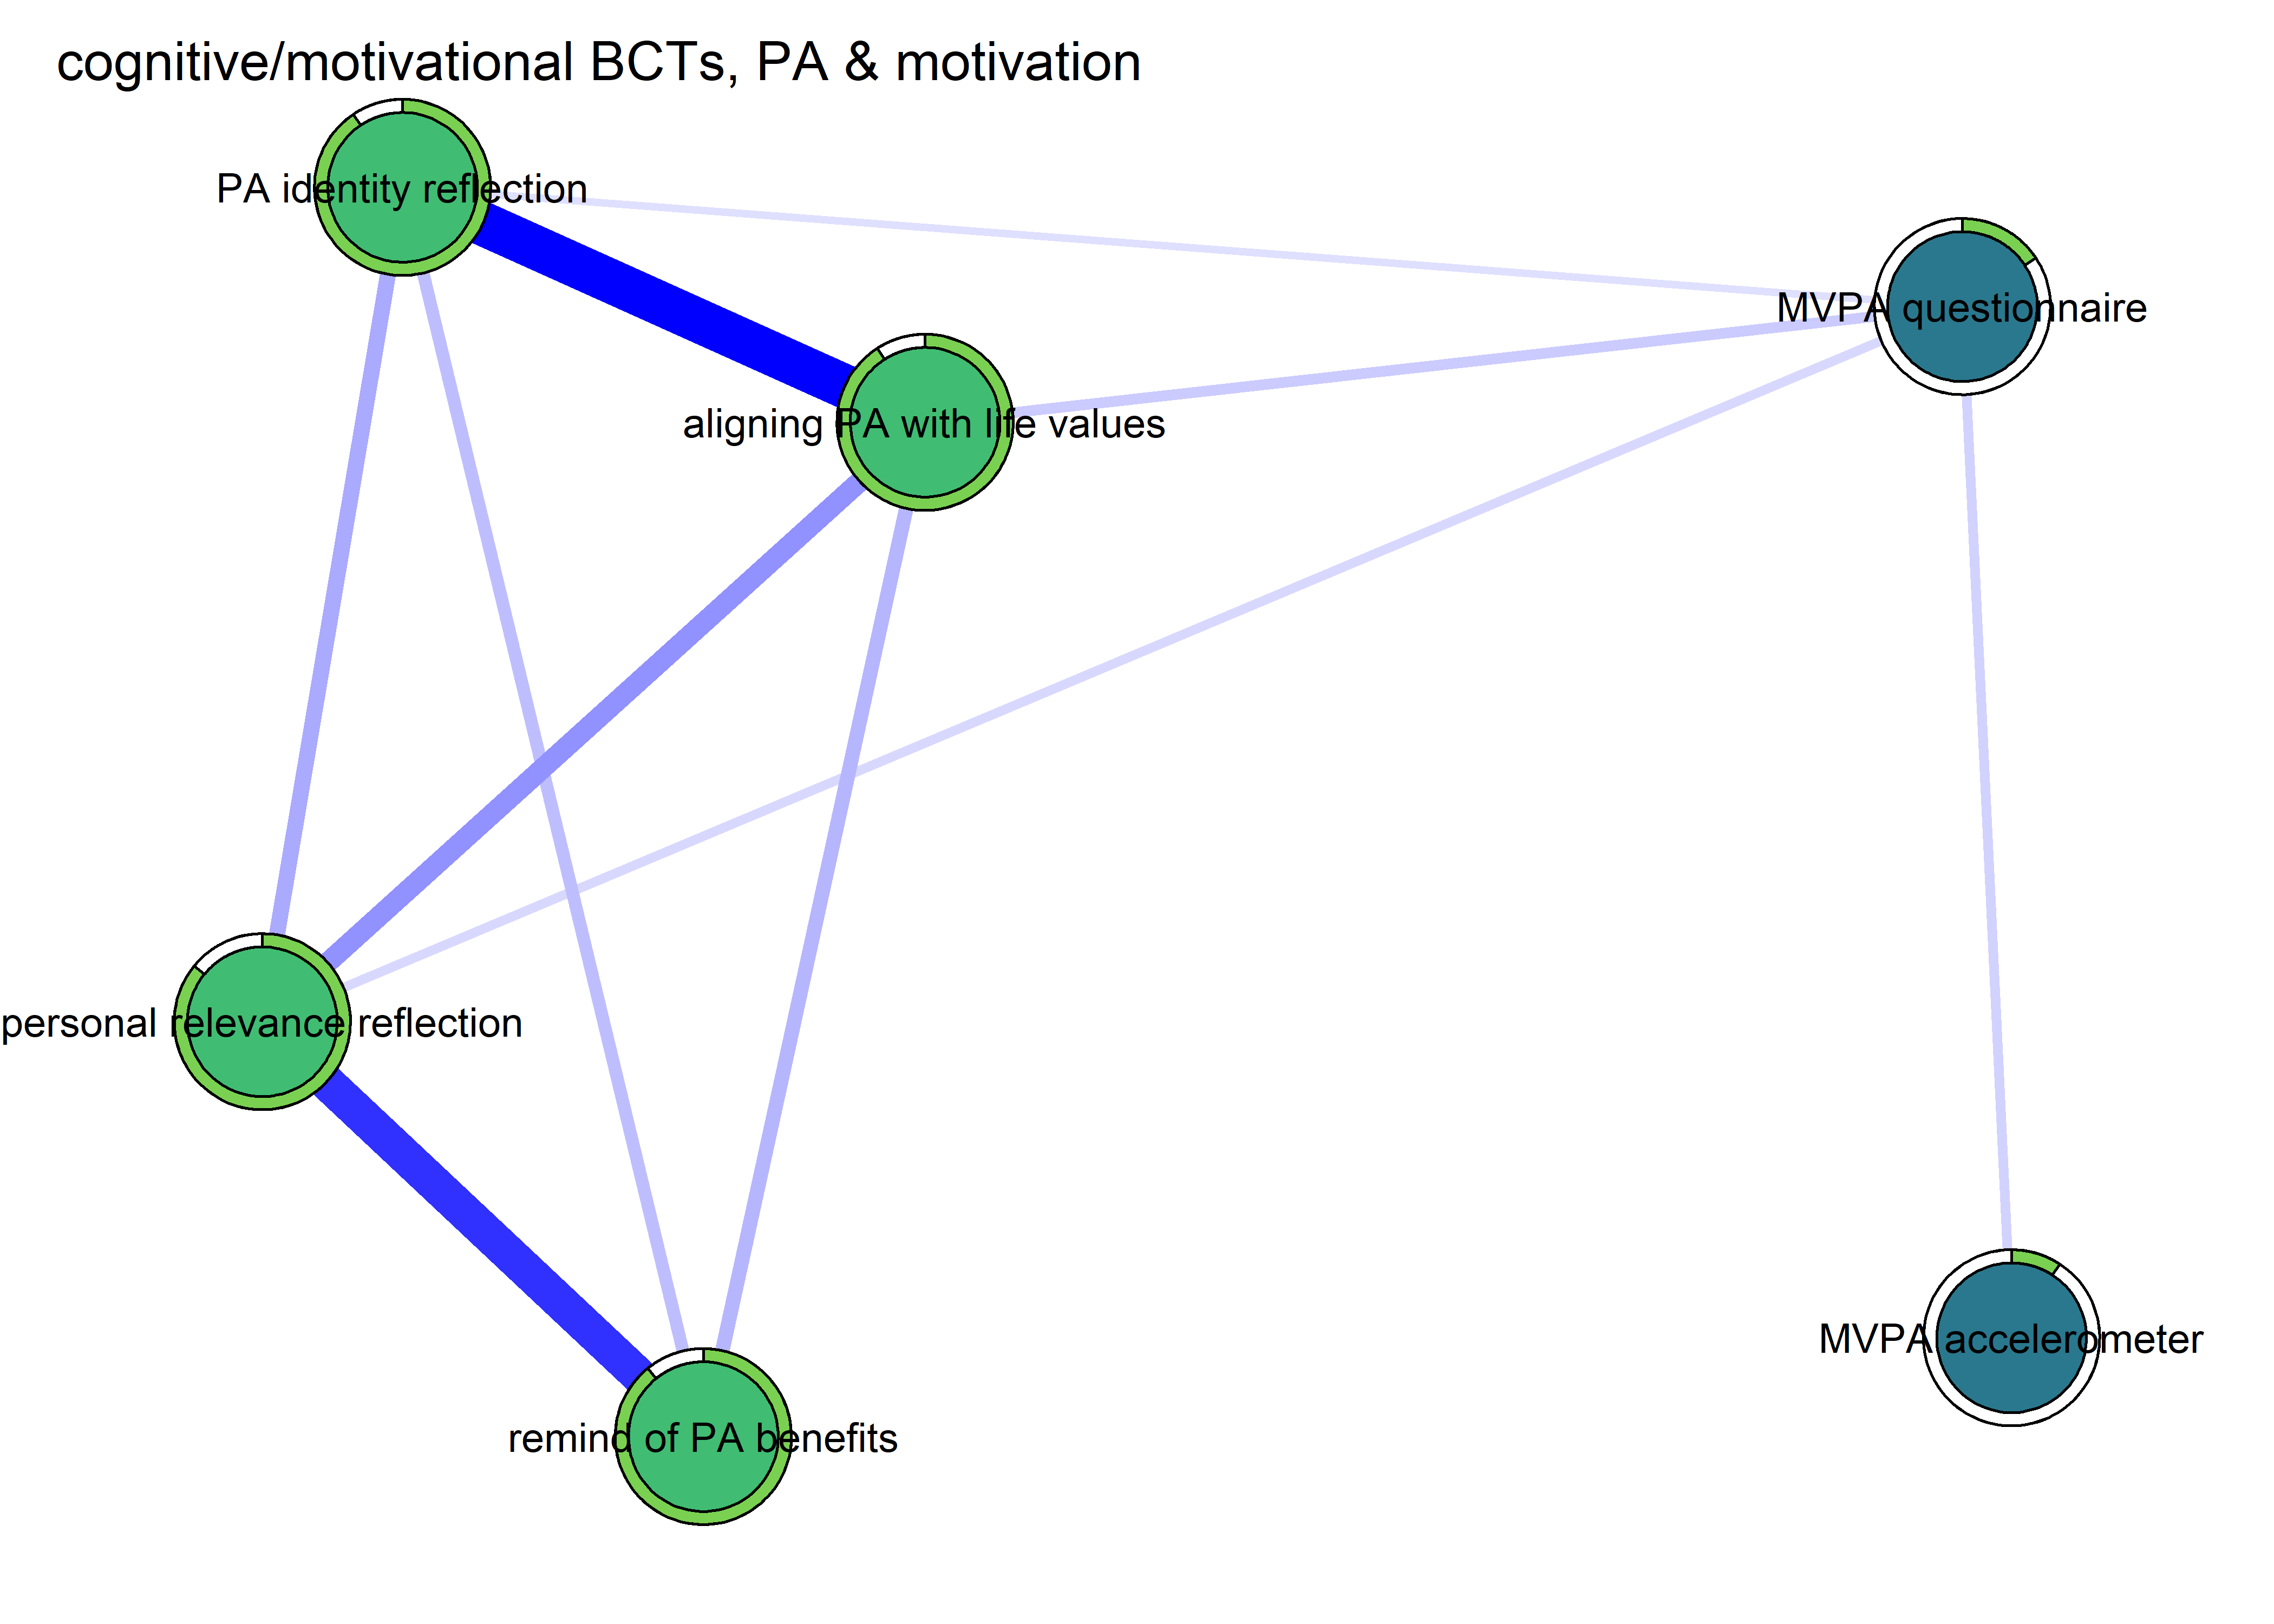 cognitive/motivational BCTs, PA & motivation
PA identity reflection
MVPA questionnaire
aligning PA with life values
personal relevance reflection
MVPA accelerometer
remind of PA benefits